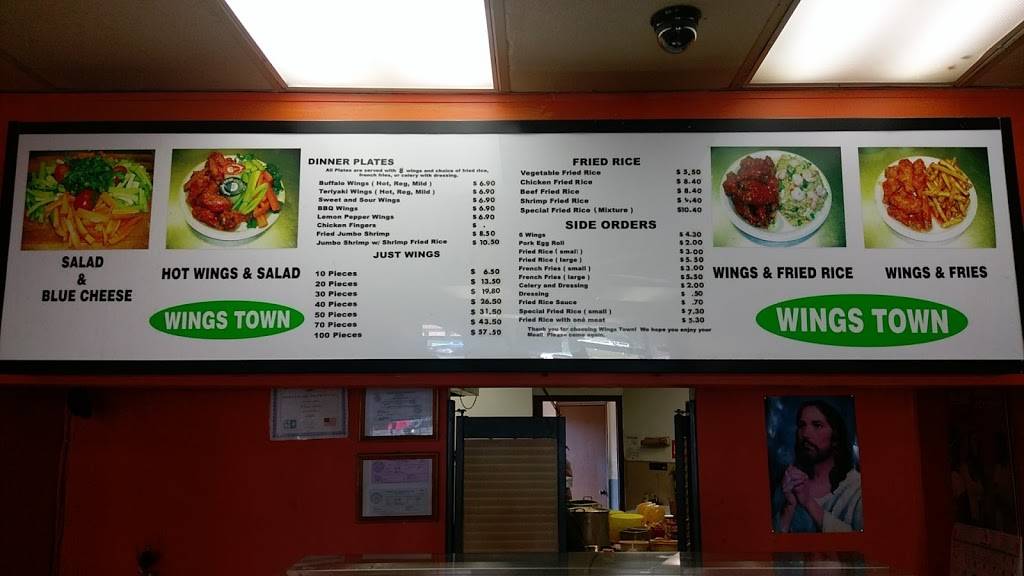 SALAD
&
BLUE CHEESE
HOT WINGS & SALAD
WINGS TOWN
DINNER PLATES
All Plates are served with 8 wings and choice of fried rice,
french fries, or celery with dressing.
Buffalo Wings ( Hot, Reg, Mild ) $ 6.90
Teriyaki Wings ( Hot, Reg, Mild ) $ 6.90
Sweet and Sour Wings $ 6.90
BBQ Wings $ 6.90
Lemon Pepper Wings $ 6.90
Chicken Fingers $ .
Fried Jumbo Shrimp $ 8.50
Jumbo Shrimp w/ Shrimp Fried Rice $ 10.50
JUST WINGS
10 Pieces $ 6.50
20 Pieces $ 13.50
30 Pieces $ 19.80
40 Pieces $ 26.50
50 Pieces $ 31.50
70 Pieces $ 43.50
100 Pieces $ 57.50
FRIED RICE
Vegetable Fried Rice $ 5.50
Chicken Fried Rice $ 8.40
Beef Fried Rice $ 8.40
Shrimp Fried Rice $ 4.40
Special Fried Rice ( Mixture ) $10.40
SIDE ORDERS
6 Wings $ 4.30
Pork Egg Roll $ 2.00
Fried Rice ( small ) $ 3.00
Fried Rice ( large ) $ 5.50
French Fries ( small ) $ 3.00
French Fries ( large ) $ 5.50
Celery and Dressing $ 2.00
Dressing $ .50
Fried Rice Sauce $ .70
Special Fried Rice ( small ) $ 7.30
Fried Rice with one meat $ 5.30
Thank you for choosing Wings Town! We hope you enjoy your
Meal! Please come again.
WINGS & FRIED RICE
WINGS & FRIES
WINGS TOWN